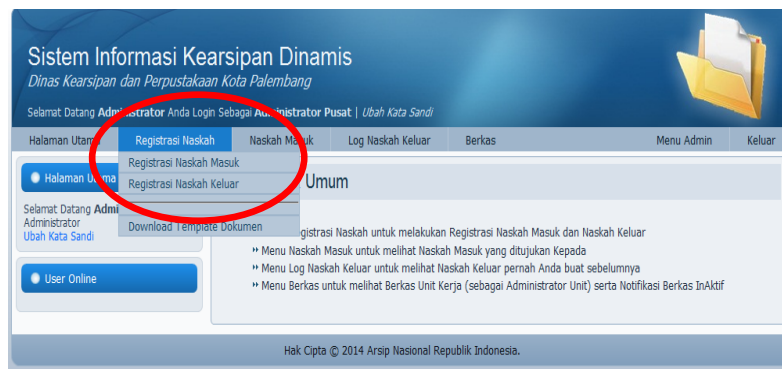 Sistem Informasi Kearsipan Dinamis
Dinas Kearsipan dan Perpustakaan Kota Palembang
Selamat Datang Administrator Anda Login Sebagai Administrator Pusat | Ubah Kata Sandi
Halaman Utama Registrasi Naskah Naskah Masuk Log Naskah Keluar Berkas Menu Admin Keluar
Registrasi Naskah Masuk
Registrasi Naskah Keluar
Download Template Dokumen
Halaman Utama
Umum
Selamat Datang Admi
Administrator
Ubah Kata Sandi
User Online
gistrasi Naskah untuk melakukan Registrasi Naskah Masuk dan Naskah Keluar
Menu Naskah Masuk untuk melihat Naskah Masuk yang ditujukan Kepada
Menu Log Naskah Keluar untuk melihat Naskah Keluar pernah Anda buat sebelumnya
Menu Berkas untuk melihat Berkas Unit Kerja (sebagai Administrator Unit) serta Notifikasi Berkas InAktif
Hak Cipta © 2014 Arsip Nasional Republik Indonesia.